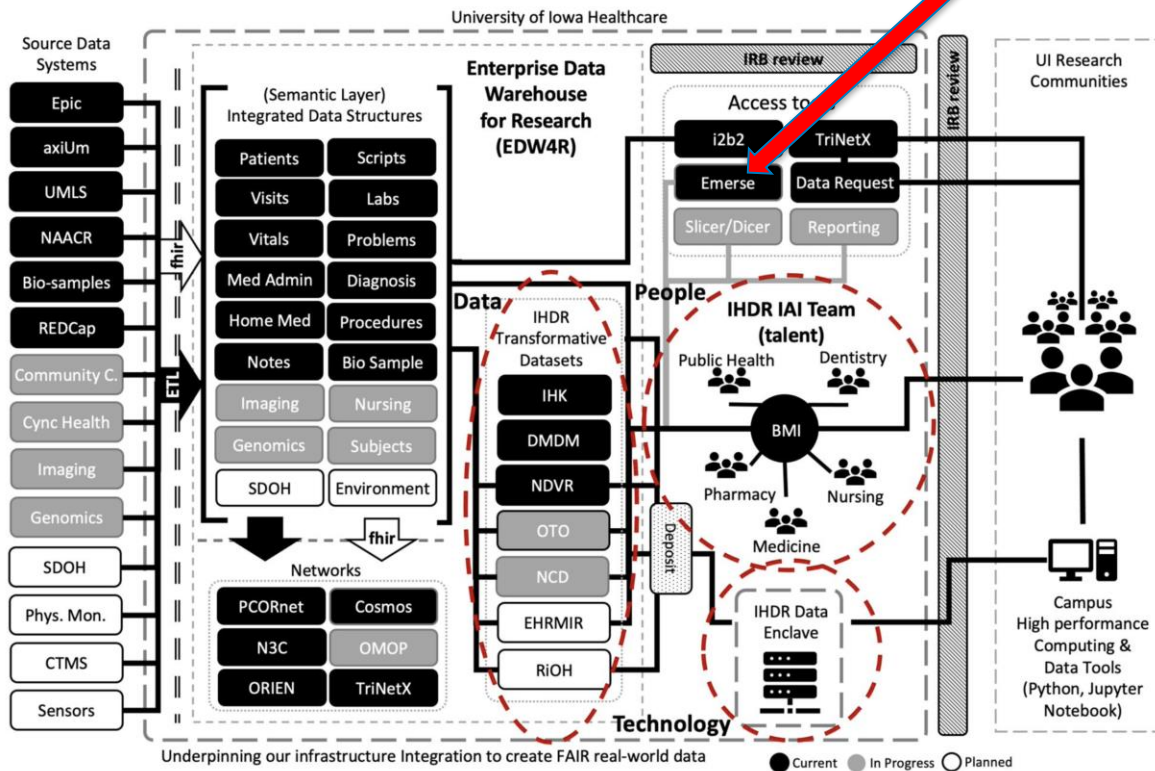 University of Iowa Healthcare
Source Data
Systems
Epic
axiUm
UMLS
NAACR
Bio-samples
REDCap
Community C.
Cync Health
Imaging
Genomics
SDOH
Phys. Mon.
CTMS
Sensors
fhir
ETL
(Semantic Layer)
Integrated Data Structures
Patients
Scripts
Visits
Labs
Vitals
Problems
Med Admin
Diagnosis
Home Med
Procedures
Notes
Bio Sample
Imaging
Nursing
Genomics
Subjects
SDOH
Environment
fhir
Networks
PCORnet
Cosmos
N3C
OMOP
ORIEN
TriNetX
Enterprise Data
Warehouse
for Research
(EDW4R)
Data
IHDR
Transformative
Datasets
IHK
DMDM
NDVR
OTO
NCD
EHRMIR
RiOH
Deposit
IRB review
Access to
i2b2
TriNetX
Emerse
Data Request
Slicer/Dicer
Reporting
People
IHDR IAI Team
(talent)
Public Health
Dentistry
BMI
Pharmacy
Nursing
Medicine
IHDR Data
Enclave
Technology
IRB review
UI Research
Communities
Campus
High performance
Computing &
Data Tools
(Python, Jupyter
Notebook)
Underpinning our infrastructure Integration to create FAIR real-world data
Current
In Progress
Planned